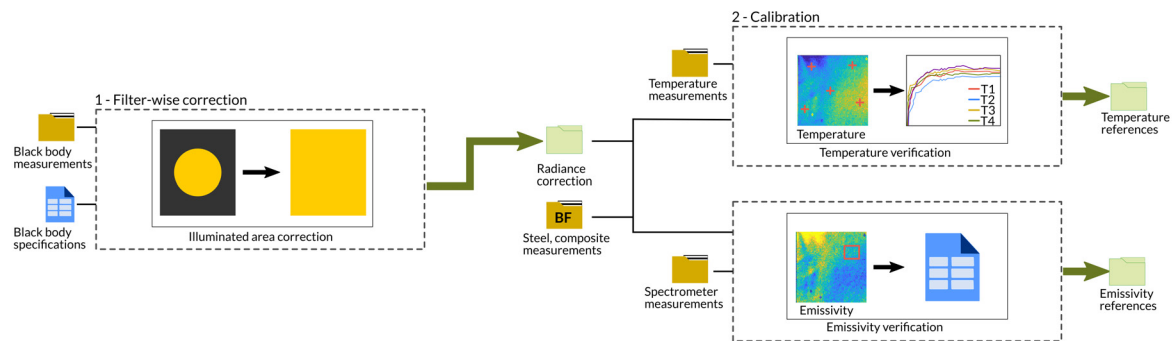 1 - Filter-wise correction
Black body
measurements
Black body
specifications
Illuminated area correction
Radiance
correction
BF
Steel, composite
measurements
2 - Calibration
Temperature
measurements
Temperature
T1
T2
T3
T4
Temperature verification
Temperature
references
Spectrometer
measurements
Emissivity
Emissivity verification
Emissivity
references